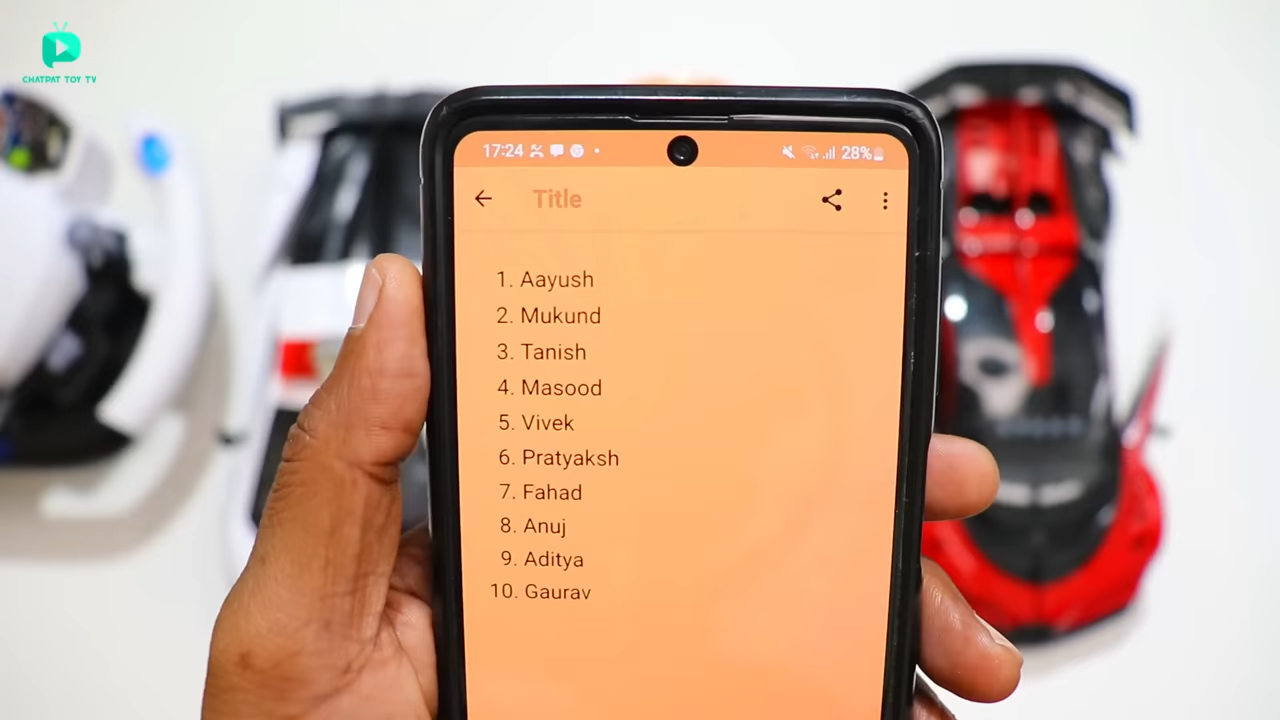 CHATPAT TOY TV
17:24
28%
Title
1. Aayush
2. Mukund
3. Tanish
4. Masood
5. Vivek
6. Pratyaksh
7. Fahad
8. Anuj
9. Aditya
10. Gaurav